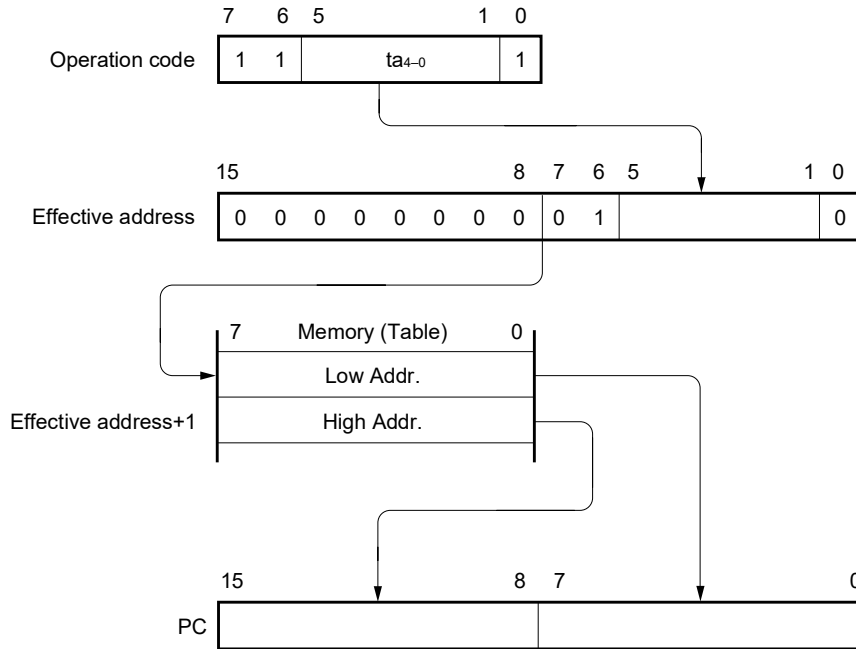 7 6 5 1 0
Operation code 1 1 ta4–0 1
15 8 7 6 5 1 0
Effective address 0 0 0 0 0 0 0 0 0 1 0
7 Memory (Table) 0
Low Addr.
Effective address+1 High Addr.
15 8 7 0
PC